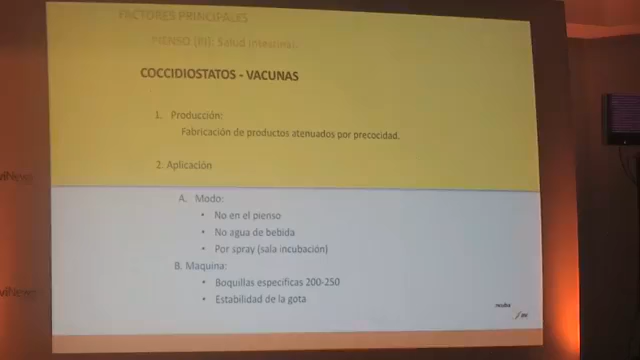 FACTORES PRINCIPALES
PIENSO (III): Salud intestinal.
COCCIDIOSTATOS - VACUNAS
1. Producción:
Fabricación de productos atenuados por precocidad.
2. Aplicación
A. Modo:
• No en el pienso
• No agua de bebida
• Por spray (sala incubación)
B. Maquina:
• Boquillas especificas 200-250
• Estabilidad de la gota